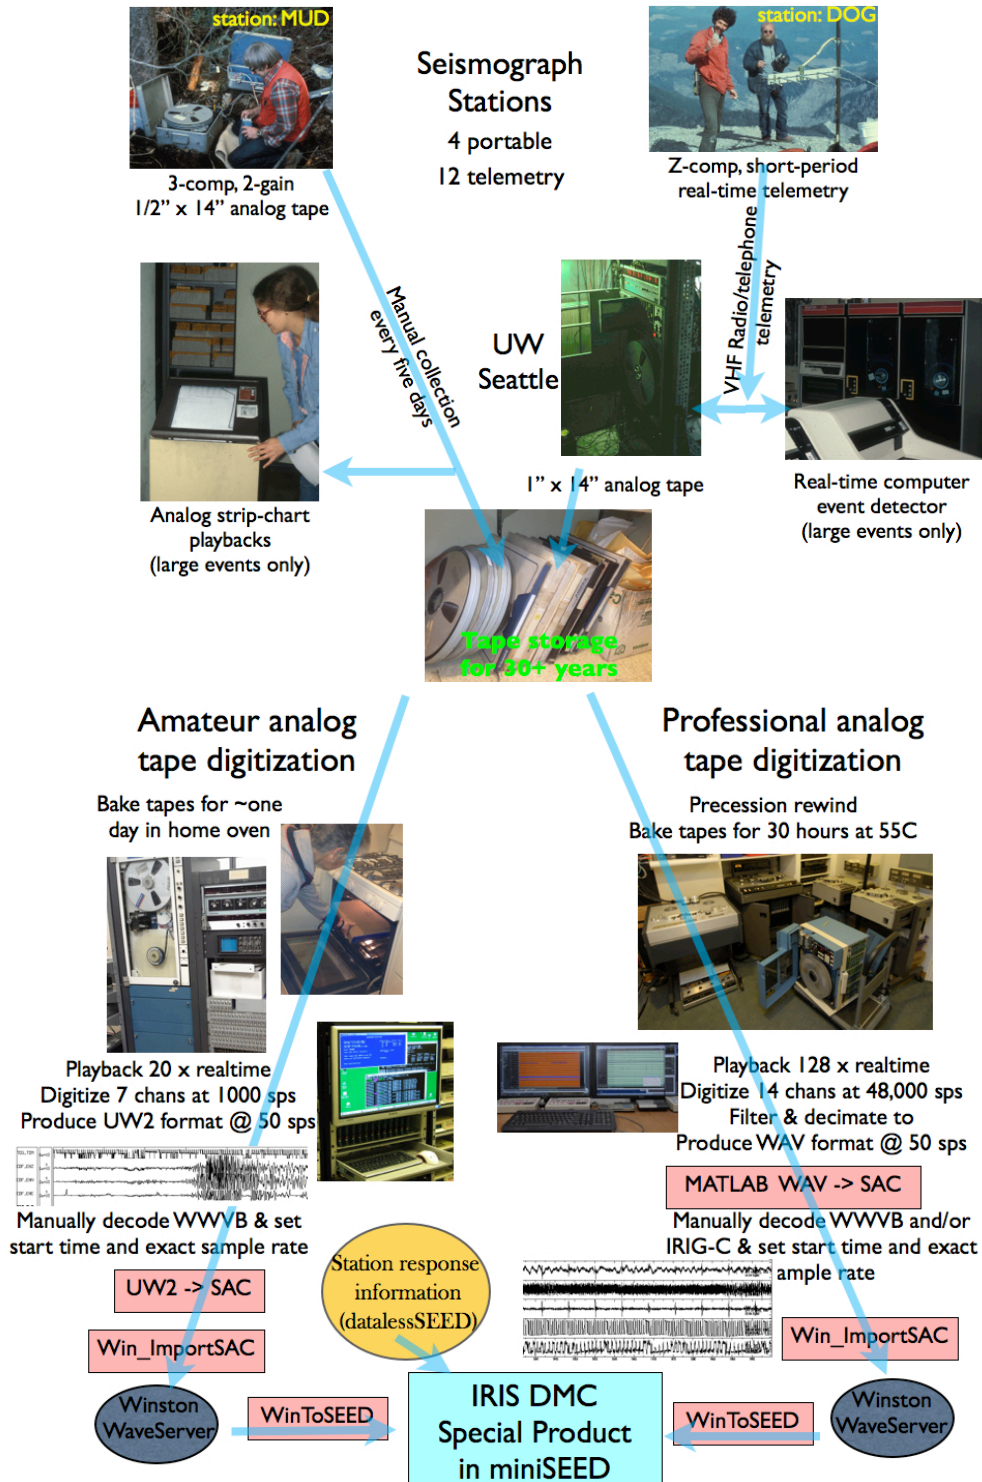 station: MUD
station: DOG
Seismograph
Stations
4 portable
12 telemetry
3-comp, 2-gain
1/2” x 14” analog tape
Z-comp, short-period
real-time telemetry
Manual collection
every five days
VHF Radio/telephone
telemetry
UW
Seattle
1” x 14” analog tape
Analog strip-chart
playbacks
(large events only)
Real-time computer
event detector
(large events only)
Tape storage
for 30+ years
Amateur analog
tape digitization
Bake tapes for ~one
day in home oven
Professional analog
tape digitization
Precession rewind
Bake tapes for 30 hours at 55C
Playback 20 x realtime
Digitize 7 chans at 1000 sps
Produce UW2 format @ 50 sps
Playback 128 x realtime
Digitize 14 chans at 48,000 sps
Filter & decimate to
Produce WAV format @ 50 sps
MATLAB WAV -> SAC
Manually decode WWVB & set
start time and exact sample rate
Manually decode WWVB and/or
IRIG-C & set start time and exact
ample rate
UW2 -> SAC
Win_ImportSAC
Station response
information
(datalessSEED)
Win_ImportSAC
Winston
WaveServer
WinToSEED
IRIS DMC
Special Product
in miniSEED
WinToSEED
Winston
WaveServer